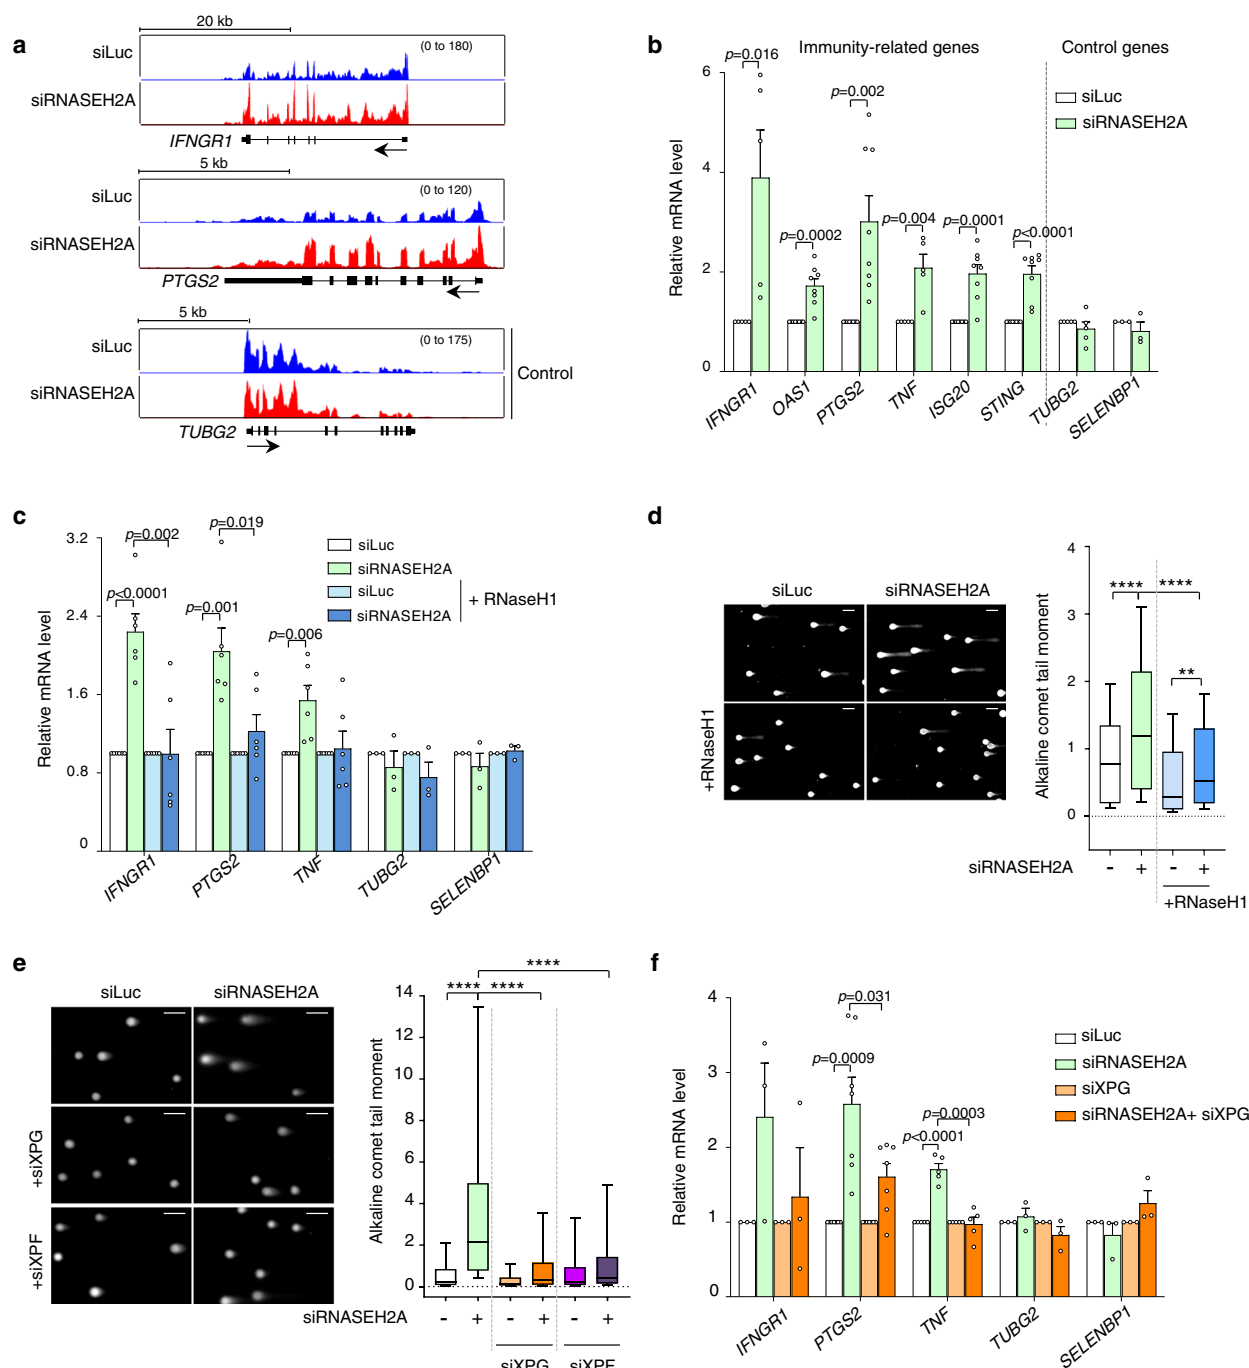 a
20 kb
siLuc
(0 to 180)
siRNASEH2A
IFNGR1
5 kb
siLuc
(0 to 120)
siRNASEH2A
PTGS2
5 kb
siLuc
(0 to 175)
siRNASEH2A
Control
TUBG2
b
Immunity-related genes
Control genes
siLuc
siRNASEH2A
Relative mRNA level
6
4
2
0
p=0.016
p=0.0002
p=0.002
p=0.004
p=0.0001
p<0.0001
IFNGR1
OAS1
PTGS2
TNF
ISG20
STING
TUBG2
SELENBP1
c
Relative mRNA level
3.2
2.4
1.6
0.8
0
p=0.002
p<0.0001
p=0.019
p=0.001
p=0.006
siLuc
siRNASEH2A
siLuc
siRNASEH2A
+ RNaseH1
IFNGR1
PTGS2
TNF
TUBG2
SELENBP1
d
siLuc
siRNASEH2A
+RNaseH1
Alkaline comet tail moment
4
3
2
1
0
****
****
**
siRNASEH2A
- + - +
+RNaseH1
e
siLuc
siRNASEH2A
+siXPG
+siXPF
Alkaline comet tail moment
14
12
10
8
6
4
2
0
****
****
****
siRNASEH2A
- + - + - +
siXPG
siXPF
f
Relative mRNA level
4
3
2
1
0
p=0.031
p=0.0009
p=0.0003
p<0.0001
siLuc
siRNASEH2A
siXPG
siRNASEH2A+ siXPG
IFNGR1
PTGS2
TNF
TUBG2
SELENBP1